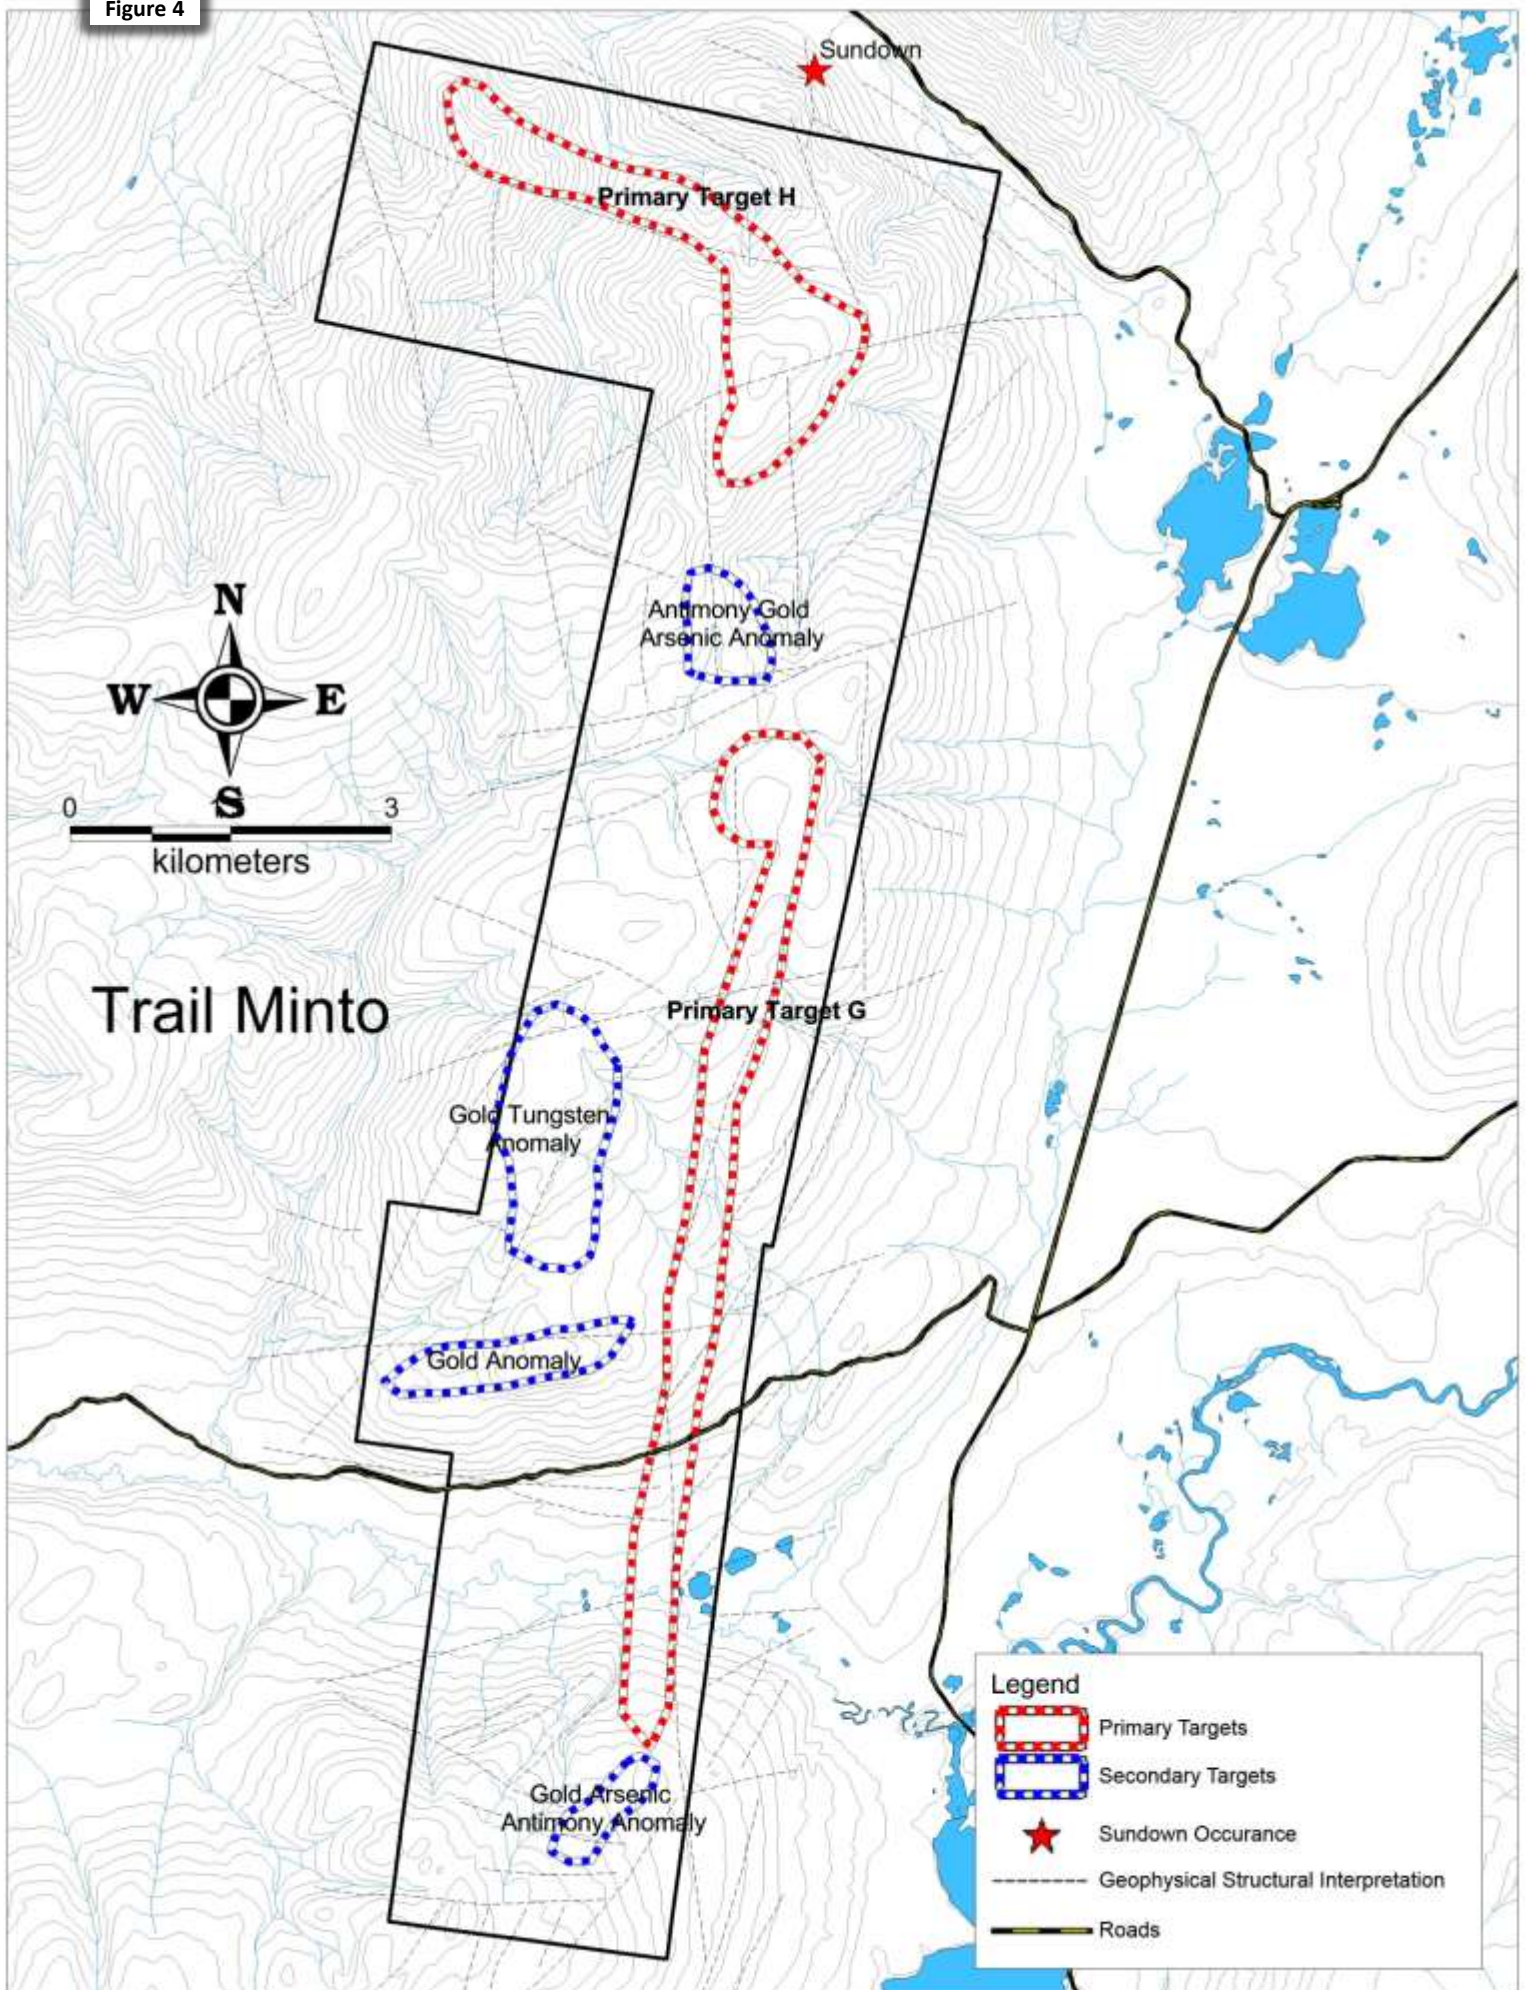 Figure 4
Sundown
Primary Target H
Antimony Gold
Arsenic Anomaly
N
W E
S
0 3
kilometers
Trail Minto
Primary Target G
Gold Tungsten
Anomaly
Gold Anomaly
Gold Arsenic
Antimony Anomaly
Legend
Primary Targets
Secondary Targets
Sundown Occurance
Geophysical Structural Interpretation
Roads